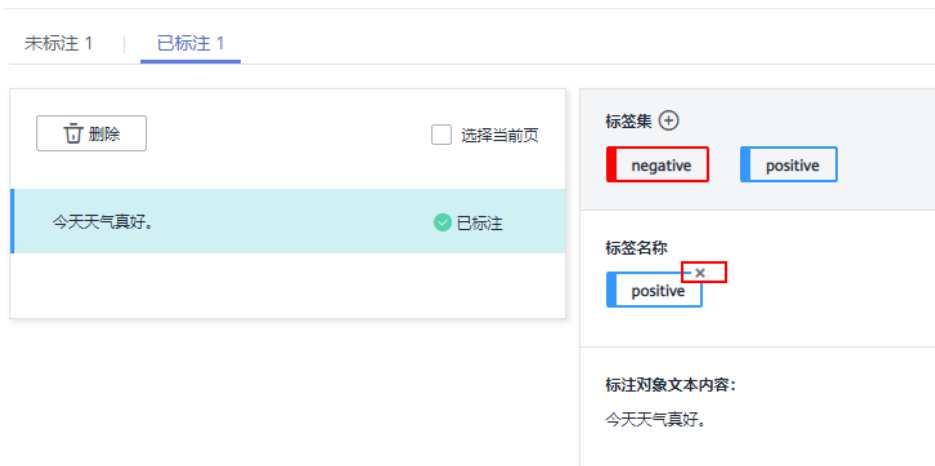 未标注 1
已标注 1
删除
选择当前页
今天天气真好。
已标注
标签集
negative
positive
标签名称
positive
标注对象文本内容：
今天天气真好。